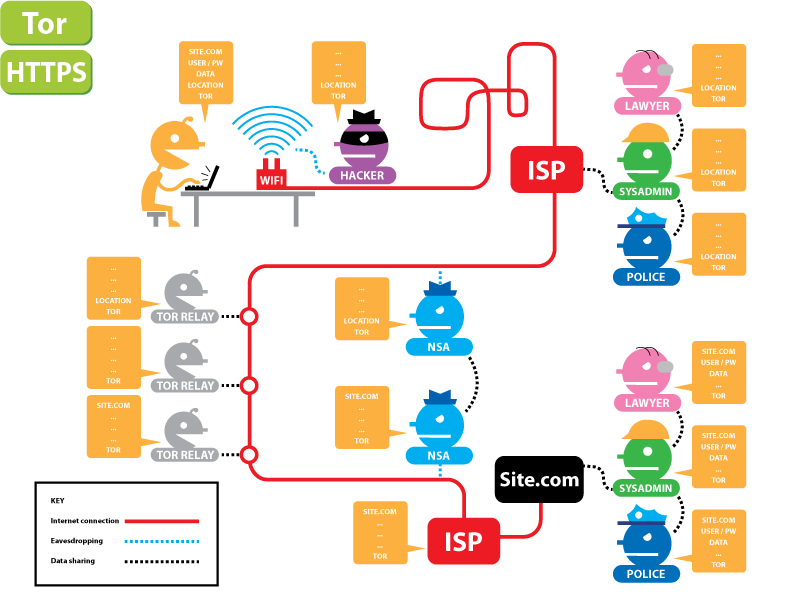 Tor
HTTPS
SITE.COM
USER / PW
DATA
LOCATION
TOR
...
...
...
LOCATION
TOR
WIFI
HACKER
ISP
LAWYER
...
...
...
LOCATION
TOR
SYSADMIN
...
...
...
LOCATION
TOR
POLICE
...
...
...
LOCATION
TOR
...
...
...
LOCATION
TOR
TOR RELAY
...
...
...
...
TOR
TOR RELAY
SITE.COM
...
...
...
TOR
TOR RELAY
...
...
...
LOCATION
TOR
NSA
SITE.COM
...
...
...
TOR
NSA
Site.com
SITE.COM
...
...
...
TOR
ISP
LAWYER
SITE.COM
USER / PW
DATA
...
TOR
SYSADMIN
SITE.COM
USER / PW
DATA
...
TOR
POLICE
SITE.COM
USER / PW
DATA
...
TOR
KEY
Internet connection
Eavesdropping
Data sharing